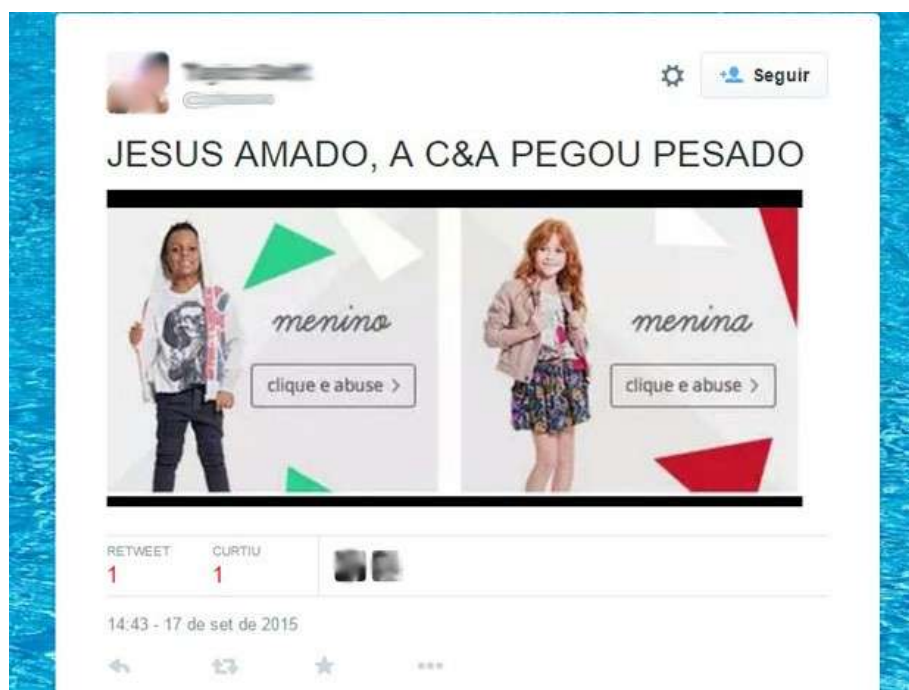 Seguir
JESUS AMADO, A C&A PEGOU PESADO
menino
clique e abuse >
menina
clique e abuse >
RETWEET CURTIU
1 1
14:43 - 17 de set de 2015